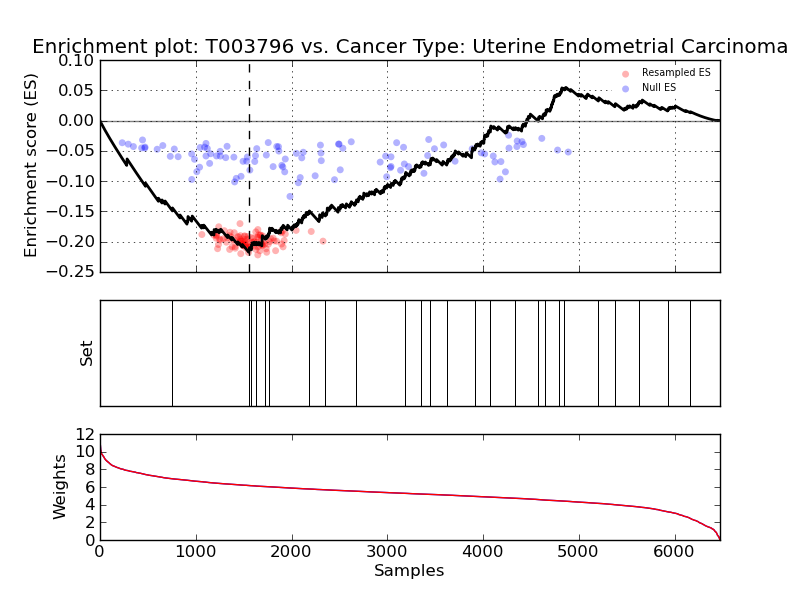 Enrichment plot: T003796 vs. Cancer Type: Uterine Endometrial Carcinoma
Enrichment score (ES)
0.10
0.05
0.00
−0.05
−0.10
−0.15
−0.20
−0.25
Resampled ES
Null ES
Set
Weights
12
10
8
6
4
2
0
0 1000 2000 3000 4000 5000 6000
Samples